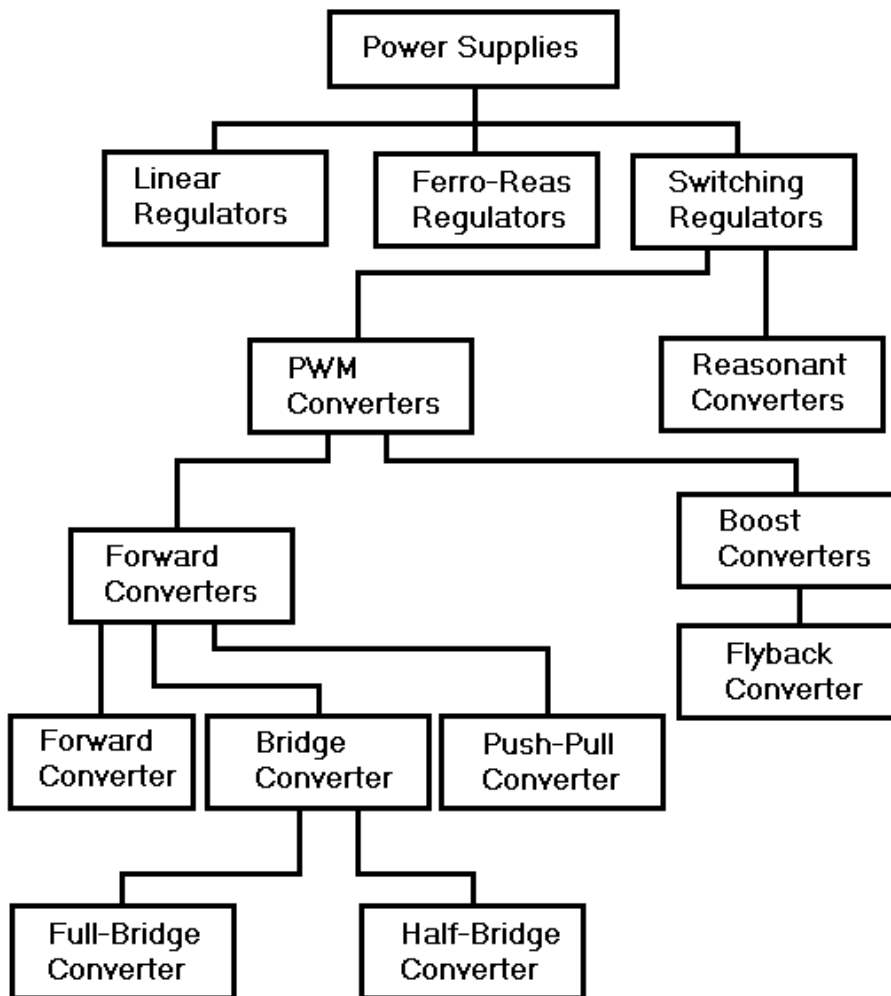 Power Supplies
Linear
Regulators
Ferro-Reas
Regulators
Switching
Regulators
PWM
Converters
Reasonant
Converters
Forward
Converters
Boost
Converters
Flyback
Converter
Forward
Converter
Bridge
Converter
Push-Pull
Converter
Full-Bridge
Converter
Half-Bridge
Converter